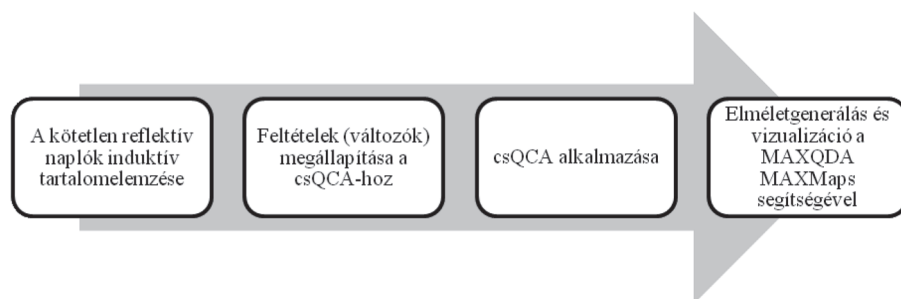 A kötetlen reflektív
naplók induktív
tartalomelemzése
Feltételek (változók)
megállapítása a
csQCA-hoz
csQCA alkalmazása
Elméletgenerálás és
vizualizáció a
MAXQDA
MAXMaps
segítségével